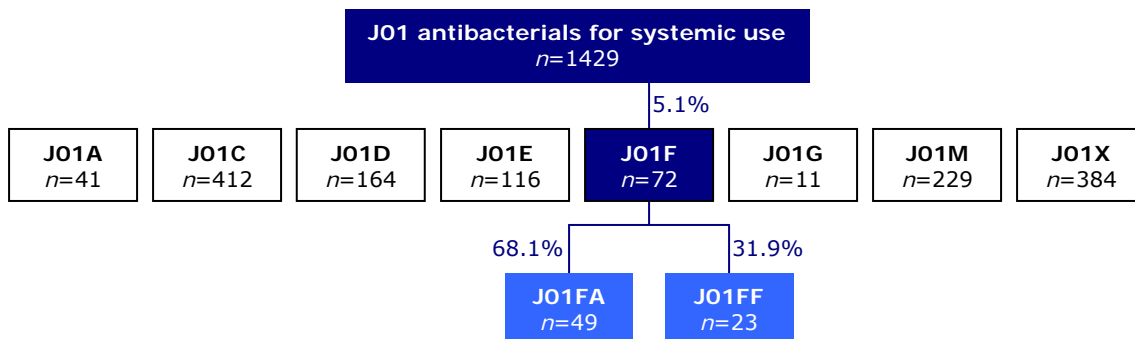 J01 antibacterials for systemic use
n=1429
5.1%
J01A
n=41
J01C
n=412
J01D
n=164
J01E
n=116
J01F
n=72
J01G
n=11
J01M
n=229
J01X
n=384
68.1%
31.9%
J01FA
n=49
J01FF
n=23